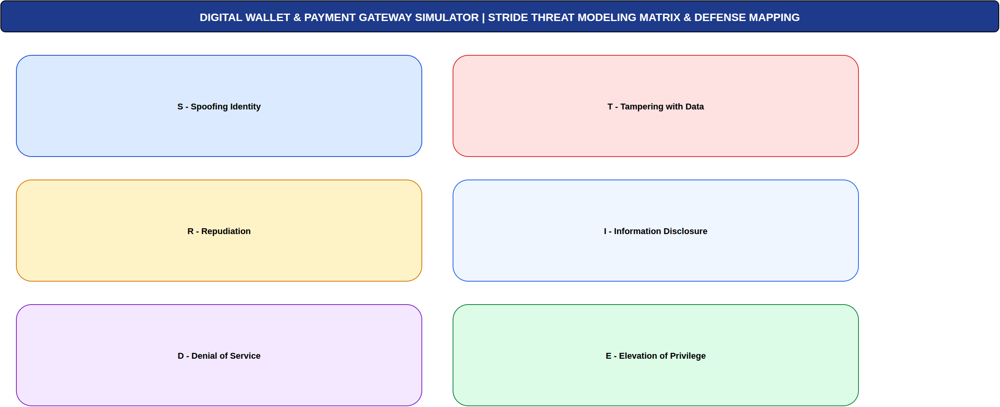 DIGITAL WALLET & PAYMENT GATEWAY SIMULATOR | STRIDE THREAT MODELING MATRIX & DEFENSE MAPPING
S - Spoofing Identity
T - Tampering with Data
R - Repudiation
I - Information Disclosure
D - Denial of Service
E - Elevation of Privilege